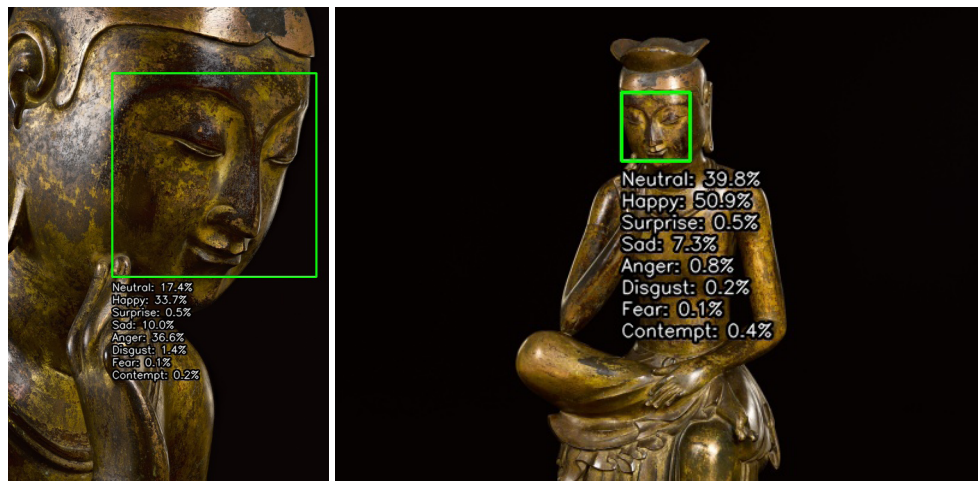 Neutral: 17.4%
Happy: 33.7%
Surprise: 0.5%
Sad: 10.0%
Anger: 36.6%
Disgust: 1.4%
Fear: 0.1%
Contempt: 0.2%
Neutral: 39.8%
Happy: 50.9%
Surprise: 0.5%
Sad: 7.3%
Anger: 0.8%
Disgust: 0.2%
Fear: 0.1%
Contempt: 0.4%